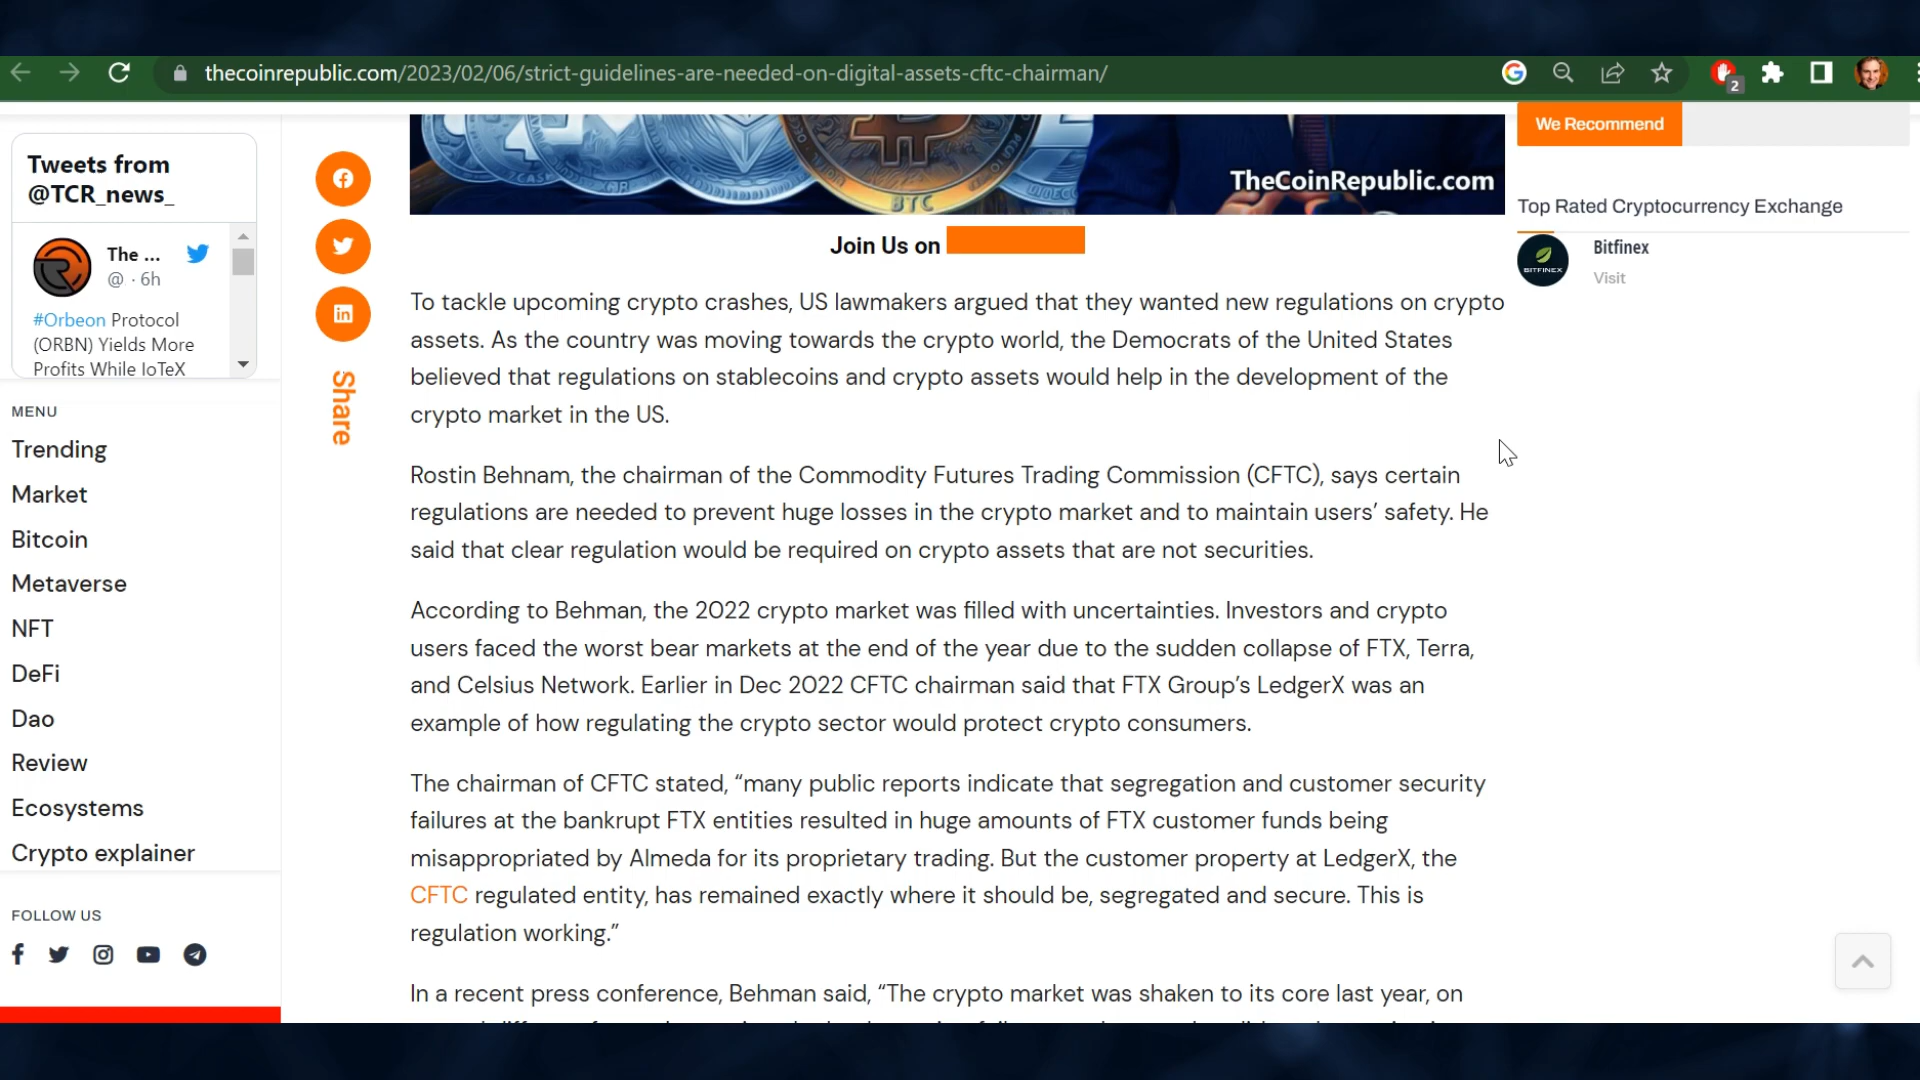 thecoinrepublic.com/2023/02/06/strict-guidelines-are-needed-on-digital-assets-cftc-chairman/
2
Tweets from
@TCR_news_
The ...
@ · 6h
#Orbeon Protocol
(ORBN) Yields More
Profits While IoTeX
MENU
Trending
Market
Bitcoin
Metaverse
NFT
DeFi
Dao
Review
Ecosystems
Crypto explainer
FOLLOW US
Share
BTC
TheCoinRepublic.com
Join Us on
To tackle upcoming crypto crashes, US lawmakers argued that they wanted new regulations on crypto
assets. As the country was moving towards the crypto world, the Democrats of the United States
believed that regulations on stablecoins and crypto assets would help in the development of the
crypto market in the US.
Rostin Behnam, the chairman of the Commodity Futures Trading Commission (CFTC), says certain
regulations are needed to prevent huge losses in the crypto market and to maintain users’ safety. He
said that clear regulation would be required on crypto assets that are not securities.
According to Behman, the 2022 crypto market was filled with uncertainties. Investors and crypto
users faced the worst bear markets at the end of the year due to the sudden collapse of FTX, Terra,
and Celsius Network. Earlier in Dec 2022 CFTC chairman said that FTX Group’s LedgerX was an
example of how regulating the crypto sector would protect crypto consumers.
The chairman of CFTC stated, “many public reports indicate that segregation and customer security
failures at the bankrupt FTX entities resulted in huge amounts of FTX customer funds being
misappropriated by Almeda for its proprietary trading. But the customer property at LedgerX, the
CFTC regulated entity, has remained exactly where it should be, segregated and secure. This is
regulation working.”
In a recent press conference, Behman said, “The crypto market was shaken to its core last year, on
We Recommend
Top Rated Cryptocurrency Exchange
BITFINEX
Bitfinex
Visit